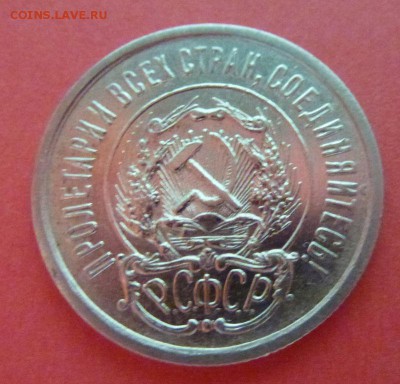 COINS.LAVE.RU
ПРОЛЕТАРИИ ВСЕХ СТРАН, СОЕДИНЯЙТЕСЬ!
Р.С.Ф.С.Р.